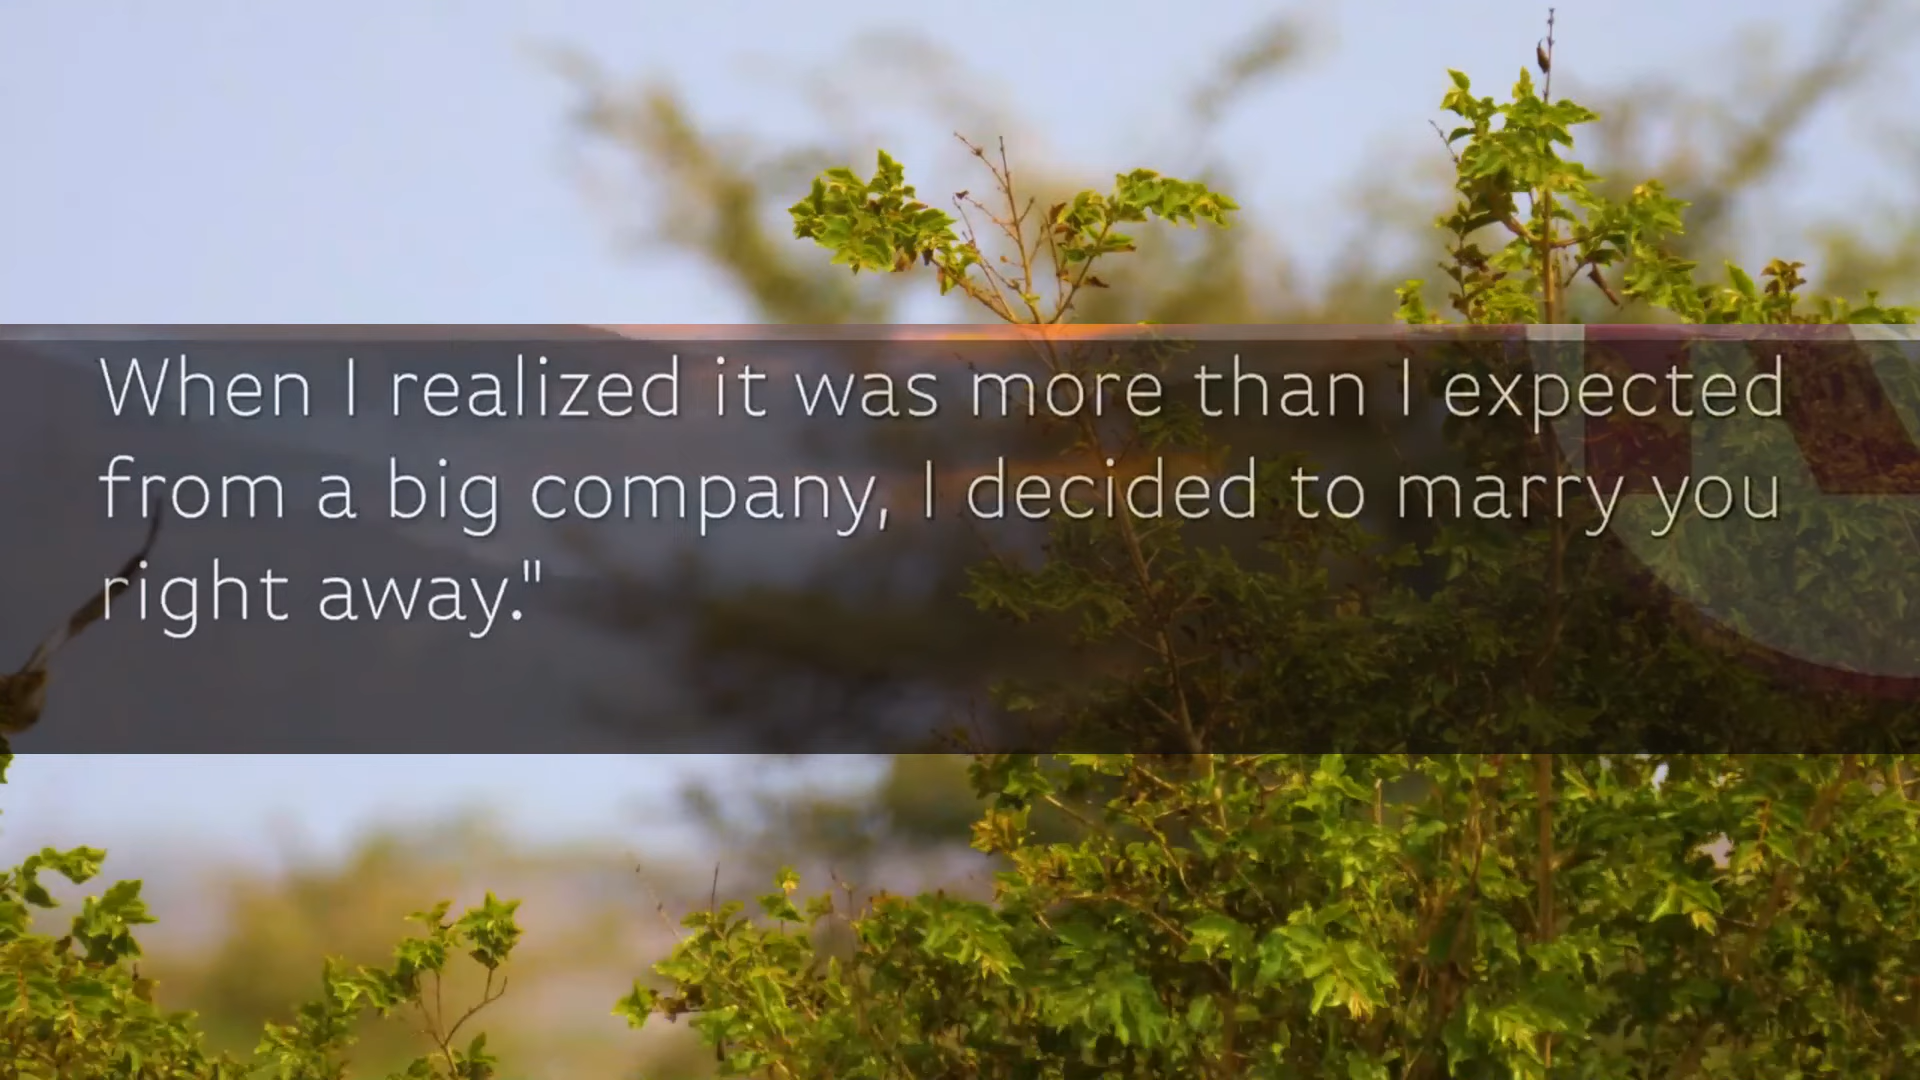 When I realized it was more than I expected
from a big company, I decided to marry you
right away."